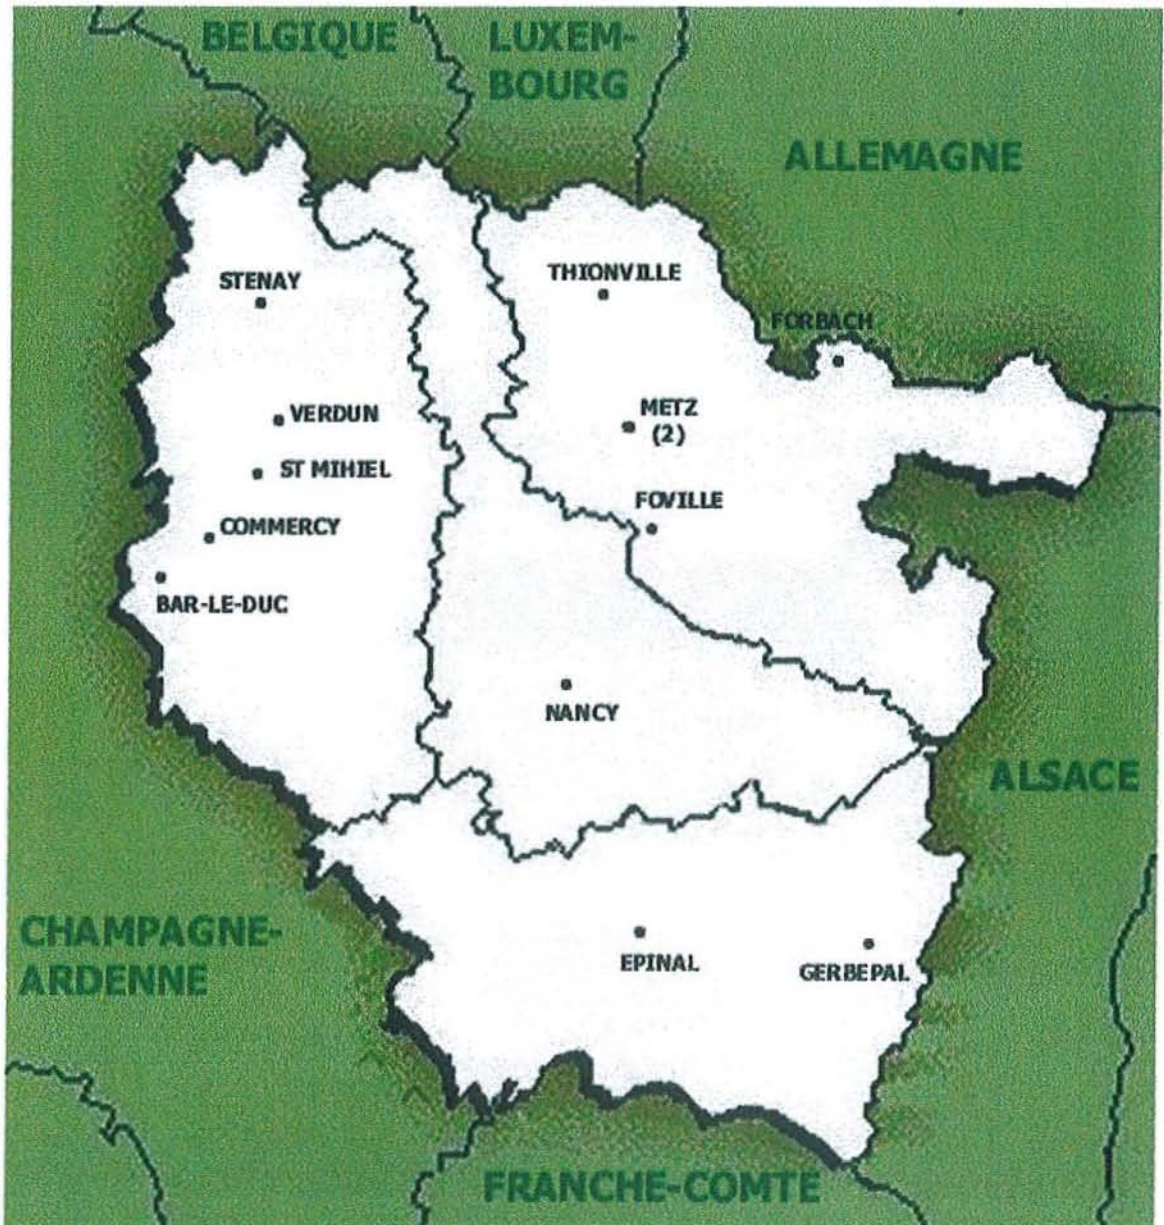 BELGIQUE
LUXEM-
BOURG
ALLEMAGNE
STENAY
THIONVILLE
FORBACH
VERDUN
METZ
(2)
ST MIHIEL
FOVILLE
COMMERCY
BAR-LE-DUC
NANCY
ALSACE
CHAMPAGNE-
ARDENNE
EPINAL
GERBEPAL
FRANCHE-COMTE